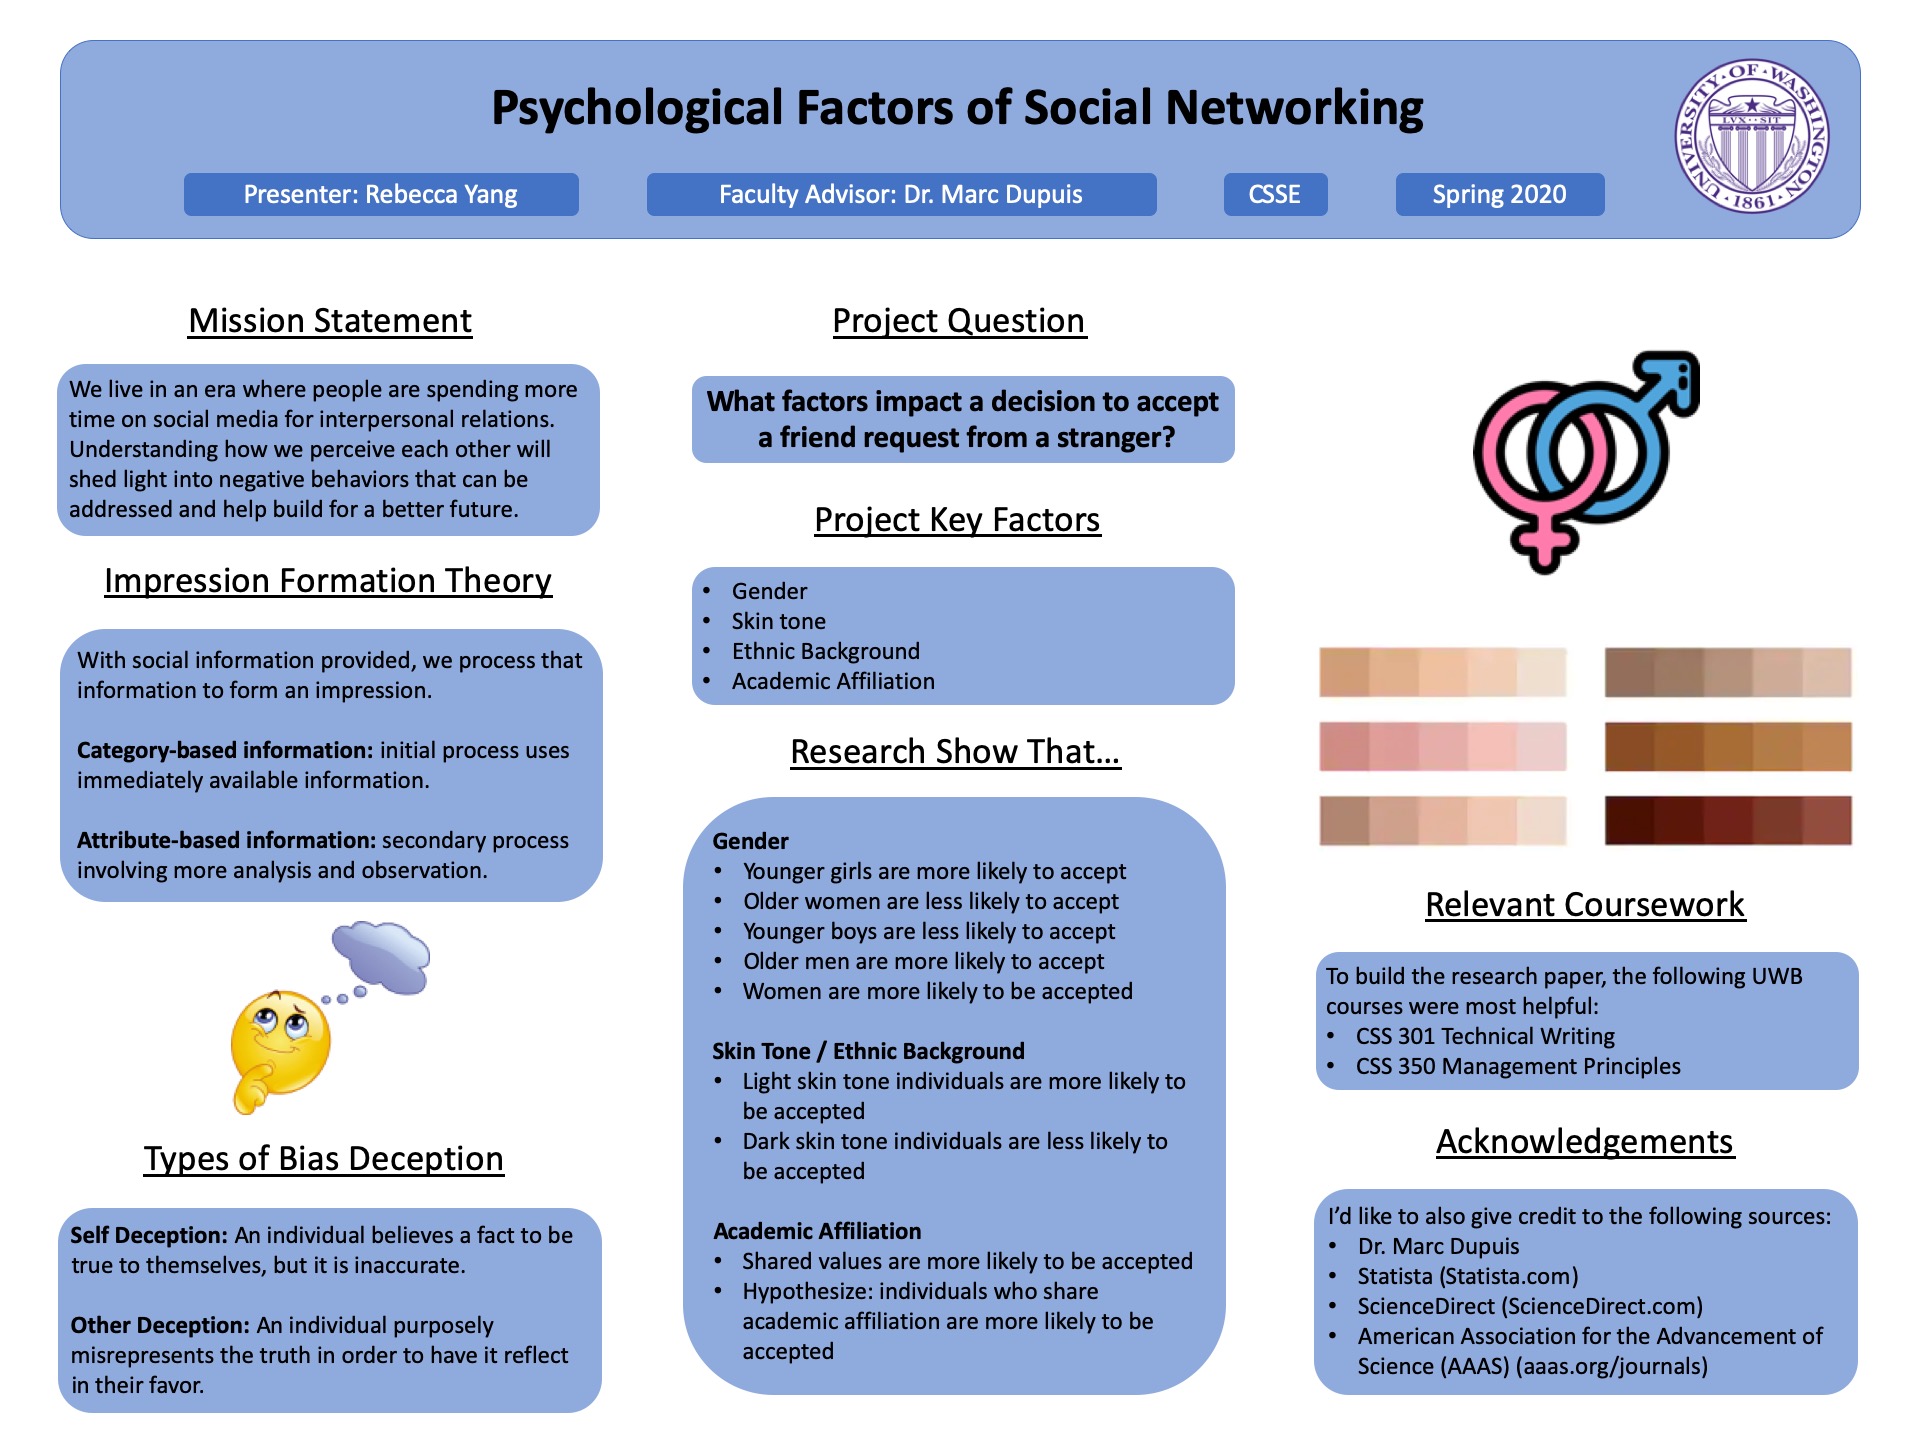 Psychological Factors of Social Networking
Presenter: Rebecca Yang
Faculty Advisor: Dr. Marc Dupuis
CSSE
Spring 2020
UNIVERSITY · OF · WASHINGTON
LVX · · SIT
· 1861 ·
Mission Statement
We live in an era where people are spending more
time on social media for interpersonal relations.
Understanding how we perceive each other will
shed light into negative behaviors that can be
addressed and help build for a better future.
Impression Formation Theory
With social information provided, we process that
information to form an impression.
Category-based information: initial process uses
immediately available information.
Attribute-based information: secondary process
involving more analysis and observation.
Types of Bias Deception
Self Deception: An individual believes a fact to be
true to themselves, but it is inaccurate.
Other Deception: An individual purposely
misrepresents the truth in order to have it reflect
in their favor.
Project Question
What factors impact a decision to accept
a friend request from a stranger?
Project Key Factors
• Gender
• Skin tone
• Ethnic Background
• Academic Affiliation
Research Show That...
Gender
• Younger girls are more likely to accept
• Older women are less likely to accept
• Younger boys are less likely to accept
• Older men are more likely to accept
• Women are more likely to be accepted
Skin Tone / Ethnic Background
• Light skin tone individuals are more likely to
be accepted
• Dark skin tone individuals are less likely to
be accepted
Academic Affiliation
• Shared values are more likely to be accepted
• Hypothesize: individuals who share
academic affiliation are more likely to be
accepted
Relevant Coursework
To build the research paper, the following UWB
courses were most helpful:
• CSS 301 Technical Writing
• CSS 350 Management Principles
Acknowledgements
I'd like to also give credit to the following sources:
• Dr. Marc Dupuis
• Statista (Statista.com)
• ScienceDirect (ScienceDirect.com)
• American Association for the Advancement of
Science (AAAS) (aaas.org/journals)